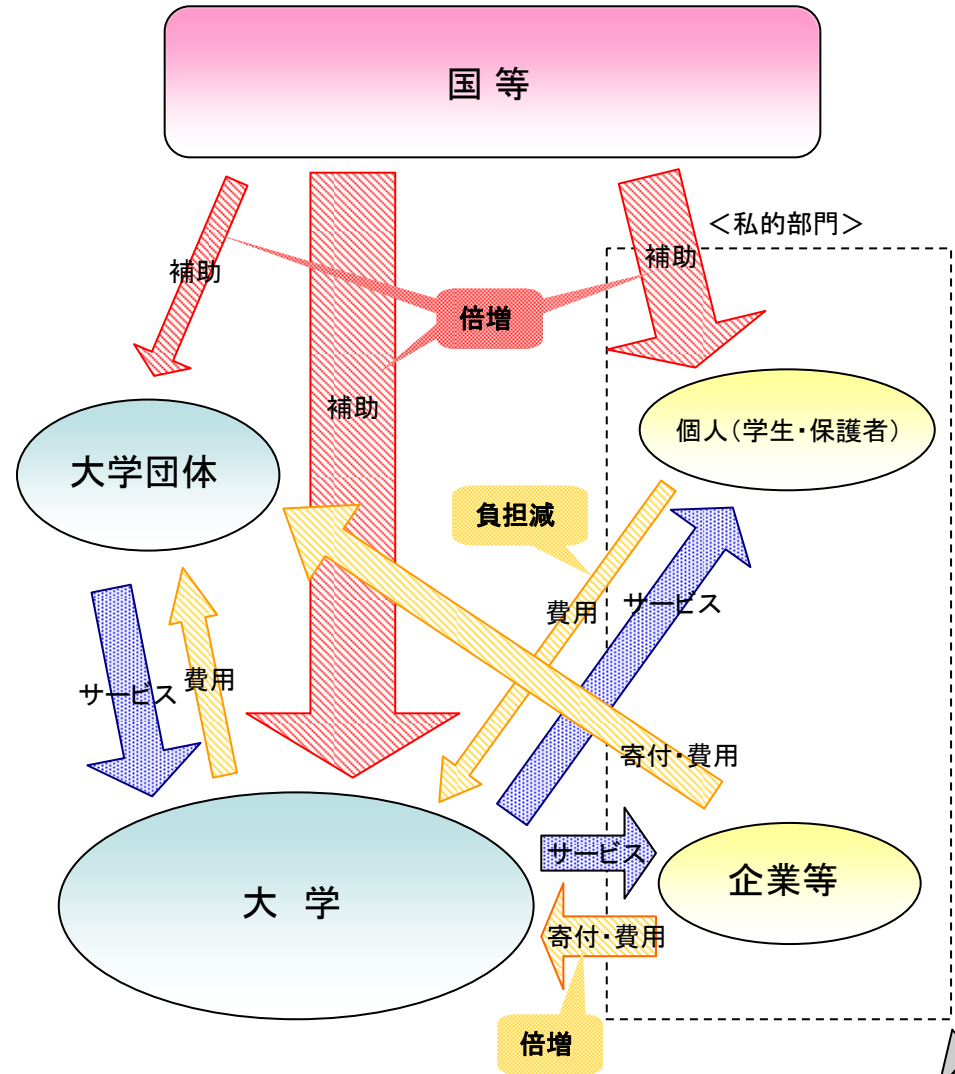 国 等
＜私的部門＞
補助
補助
倍増
補助
個人（学生・保護者）
大学団体
負担減
費用
サービス
サービス
費用
寄付・費用
サービス
企業等
大 学
寄付・費用
倍増